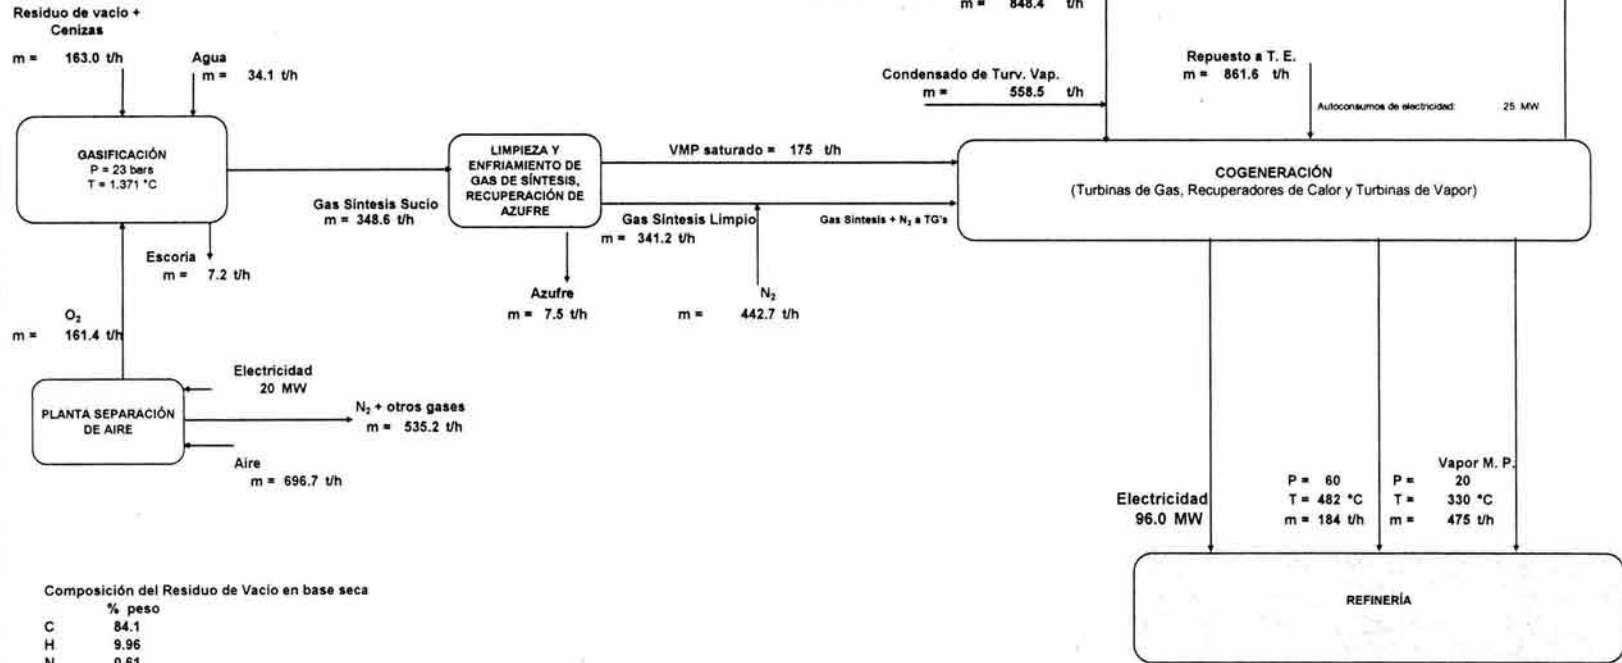 Residuo de vacio +
Cenizas
m = 163.0 t/h
Agua
m = 34.1 t/h
GASIFICACIÓN
P = 23 bars
T = 1.371 °C
Gas Síntesis Sucio
m = 348.6 t/h
Escoria
m = 7.2 t/h
O₂
m = 161.4 t/h
Electricidad
20 MW
PLANTA SEPARACIÓN
DE AIRE
N₂ + otros gases
m = 535.2 t/h
Aire
m = 696.7 t/h
LIMPIEZA Y
ENFRIAMIENTO DE
GAS DE SÍNTESIS,
RECUPERACIÓN DE
AZUFRE
VMP saturado = 175 t/h
Gas Síntesis Limpio
m = 341.2 t/h
Gas Síntesis + N₂ a TG's
Azufre
m = 7.5 t/h
N₂
m = 442.7 t/h
m = 848.4 t/h
Condensado de Turv. Vap.
m = 558.5 t/h
Repuesto a T. E.
m = 861.6 t/h
Autoconsumos de electricidad: 25 MW
COGENERACIÓN
(Turbinas de Gas, Recuperadores de Calor y Turbinas de Vapor)
Electricidad
96.0 MW
P = 60
T = 482 °C
m = 184 t/h
Vapor M. P.
P = 20
T = 330 °C
m = 475 t/h
REFINERÍA
Composición del Residuo de Vacio en base seca
% peso
C 84.1
H 9.96
N 0.61